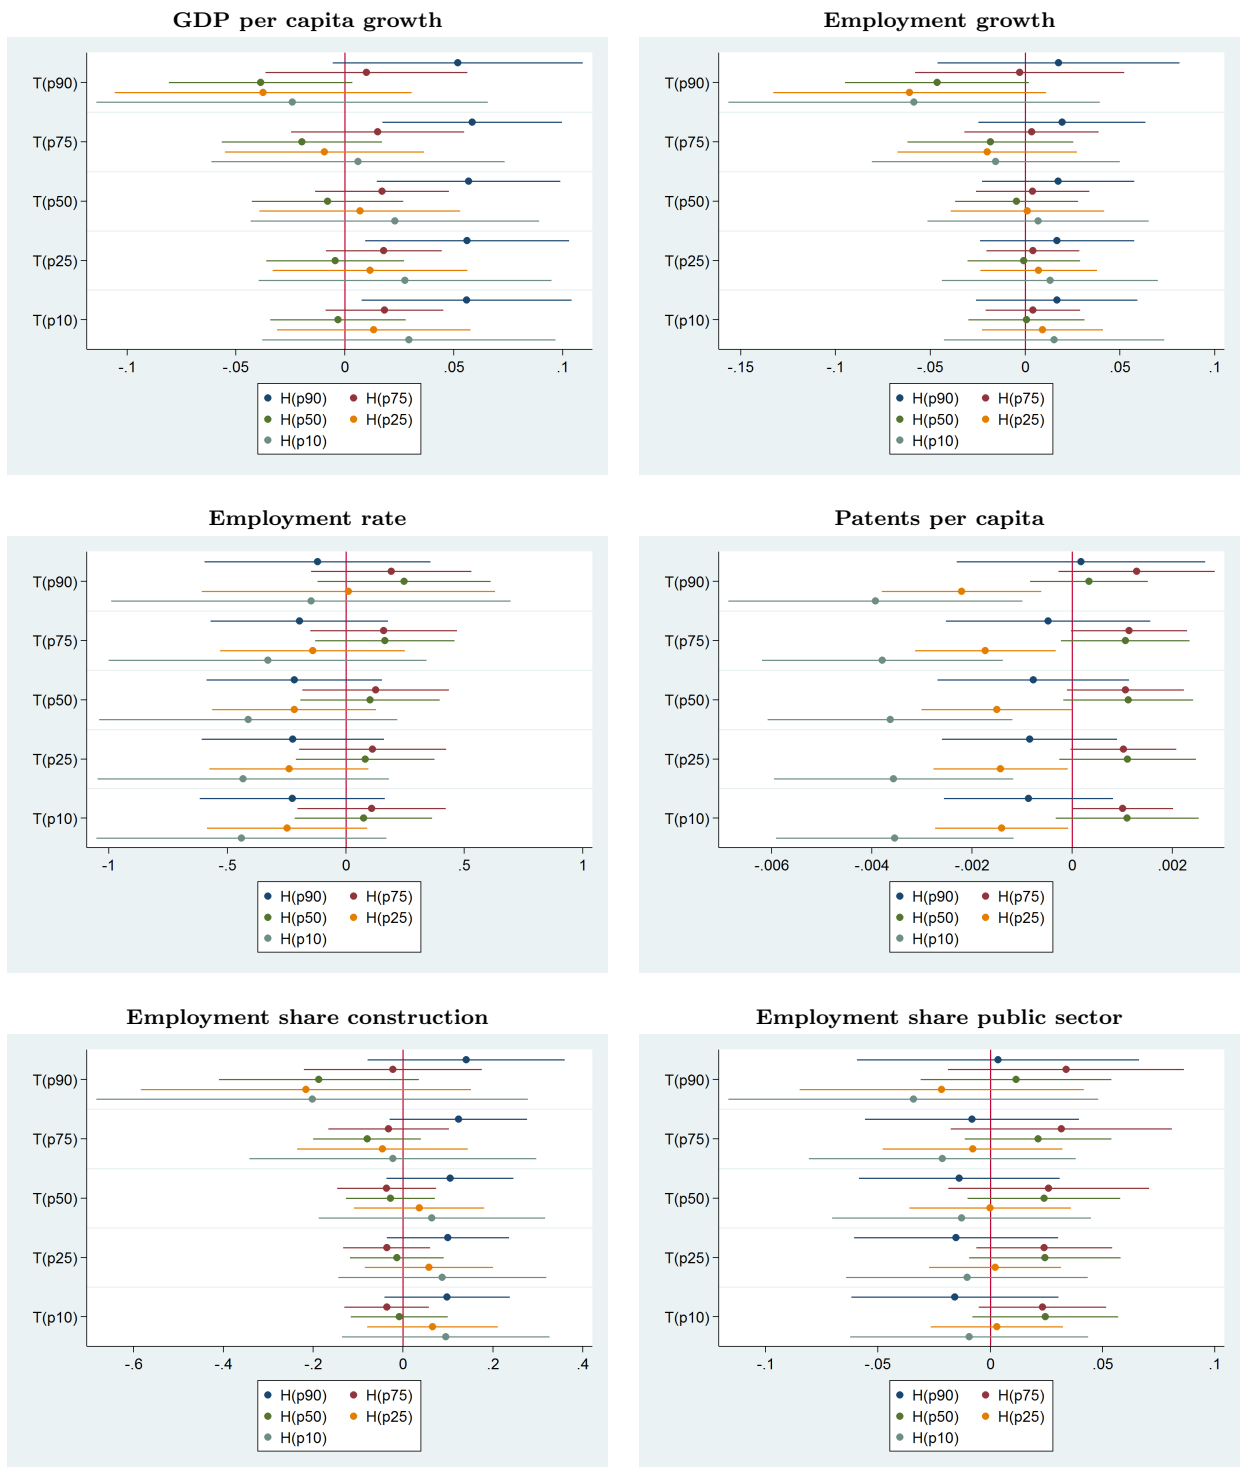 GDP per capita growth
T(p90)
T(p75)
T(p50)
T(p25)
T(p10)
-.1 -.05 0 .05 .1
H(p90) H(p75)
H(p50) H(p25)
H(p10)
Employment growth
T(p90)
T(p75)
T(p50)
T(p25)
T(p10)
-.15 -.1 -.05 0 .05 .1
H(p90) H(p75)
H(p50) H(p25)
H(p10)
Employment rate
T(p90)
T(p75)
T(p50)
T(p25)
T(p10)
-1 -.5 0 .5 1
H(p90) H(p75)
H(p50) H(p25)
H(p10)
Patents per capita
T(p90)
T(p75)
T(p50)
T(p25)
T(p10)
-.006 -.004 -.002 0 .002
H(p90) H(p75)
H(p50) H(p25)
H(p10)
Employment share construction
T(p90)
T(p75)
T(p50)
T(p25)
T(p10)
-.6 -.4 -.2 0 .2 .4
H(p90) H(p75)
H(p50) H(p25)
H(p10)
Employment share public sector
T(p90)
T(p75)
T(p50)
T(p25)
T(p10)
-.1 -.05 0 .05 .1
H(p90) H(p75)
H(p50) H(p25)
H(p10)